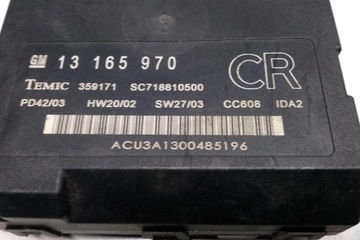 GM 13 165 970 CR
TEMIC 359171 SC718810500
PD42/03 HW20/02 SW27/03 CC608 IDA2
ACU3A1300485196